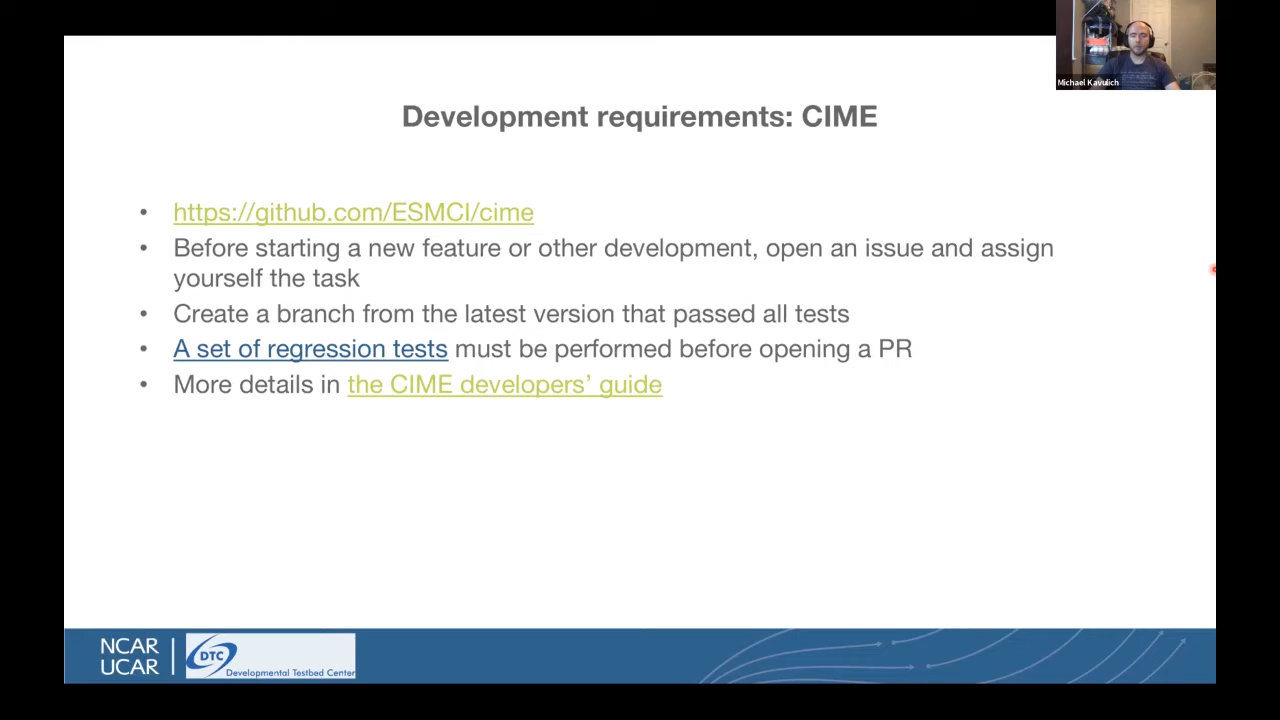 Michael Kavulich
Development requirements: CIME
• https://github.com/ESMCI/cime
• Before starting a new feature or other development, open an issue and assign
yourself the task
• Create a branch from the latest version that passed all tests
• A set of regression tests must be performed before opening a PR
• More details in the CIME developers’ guide
NCAR
UCAR
DTC
Developmental Testbed Center